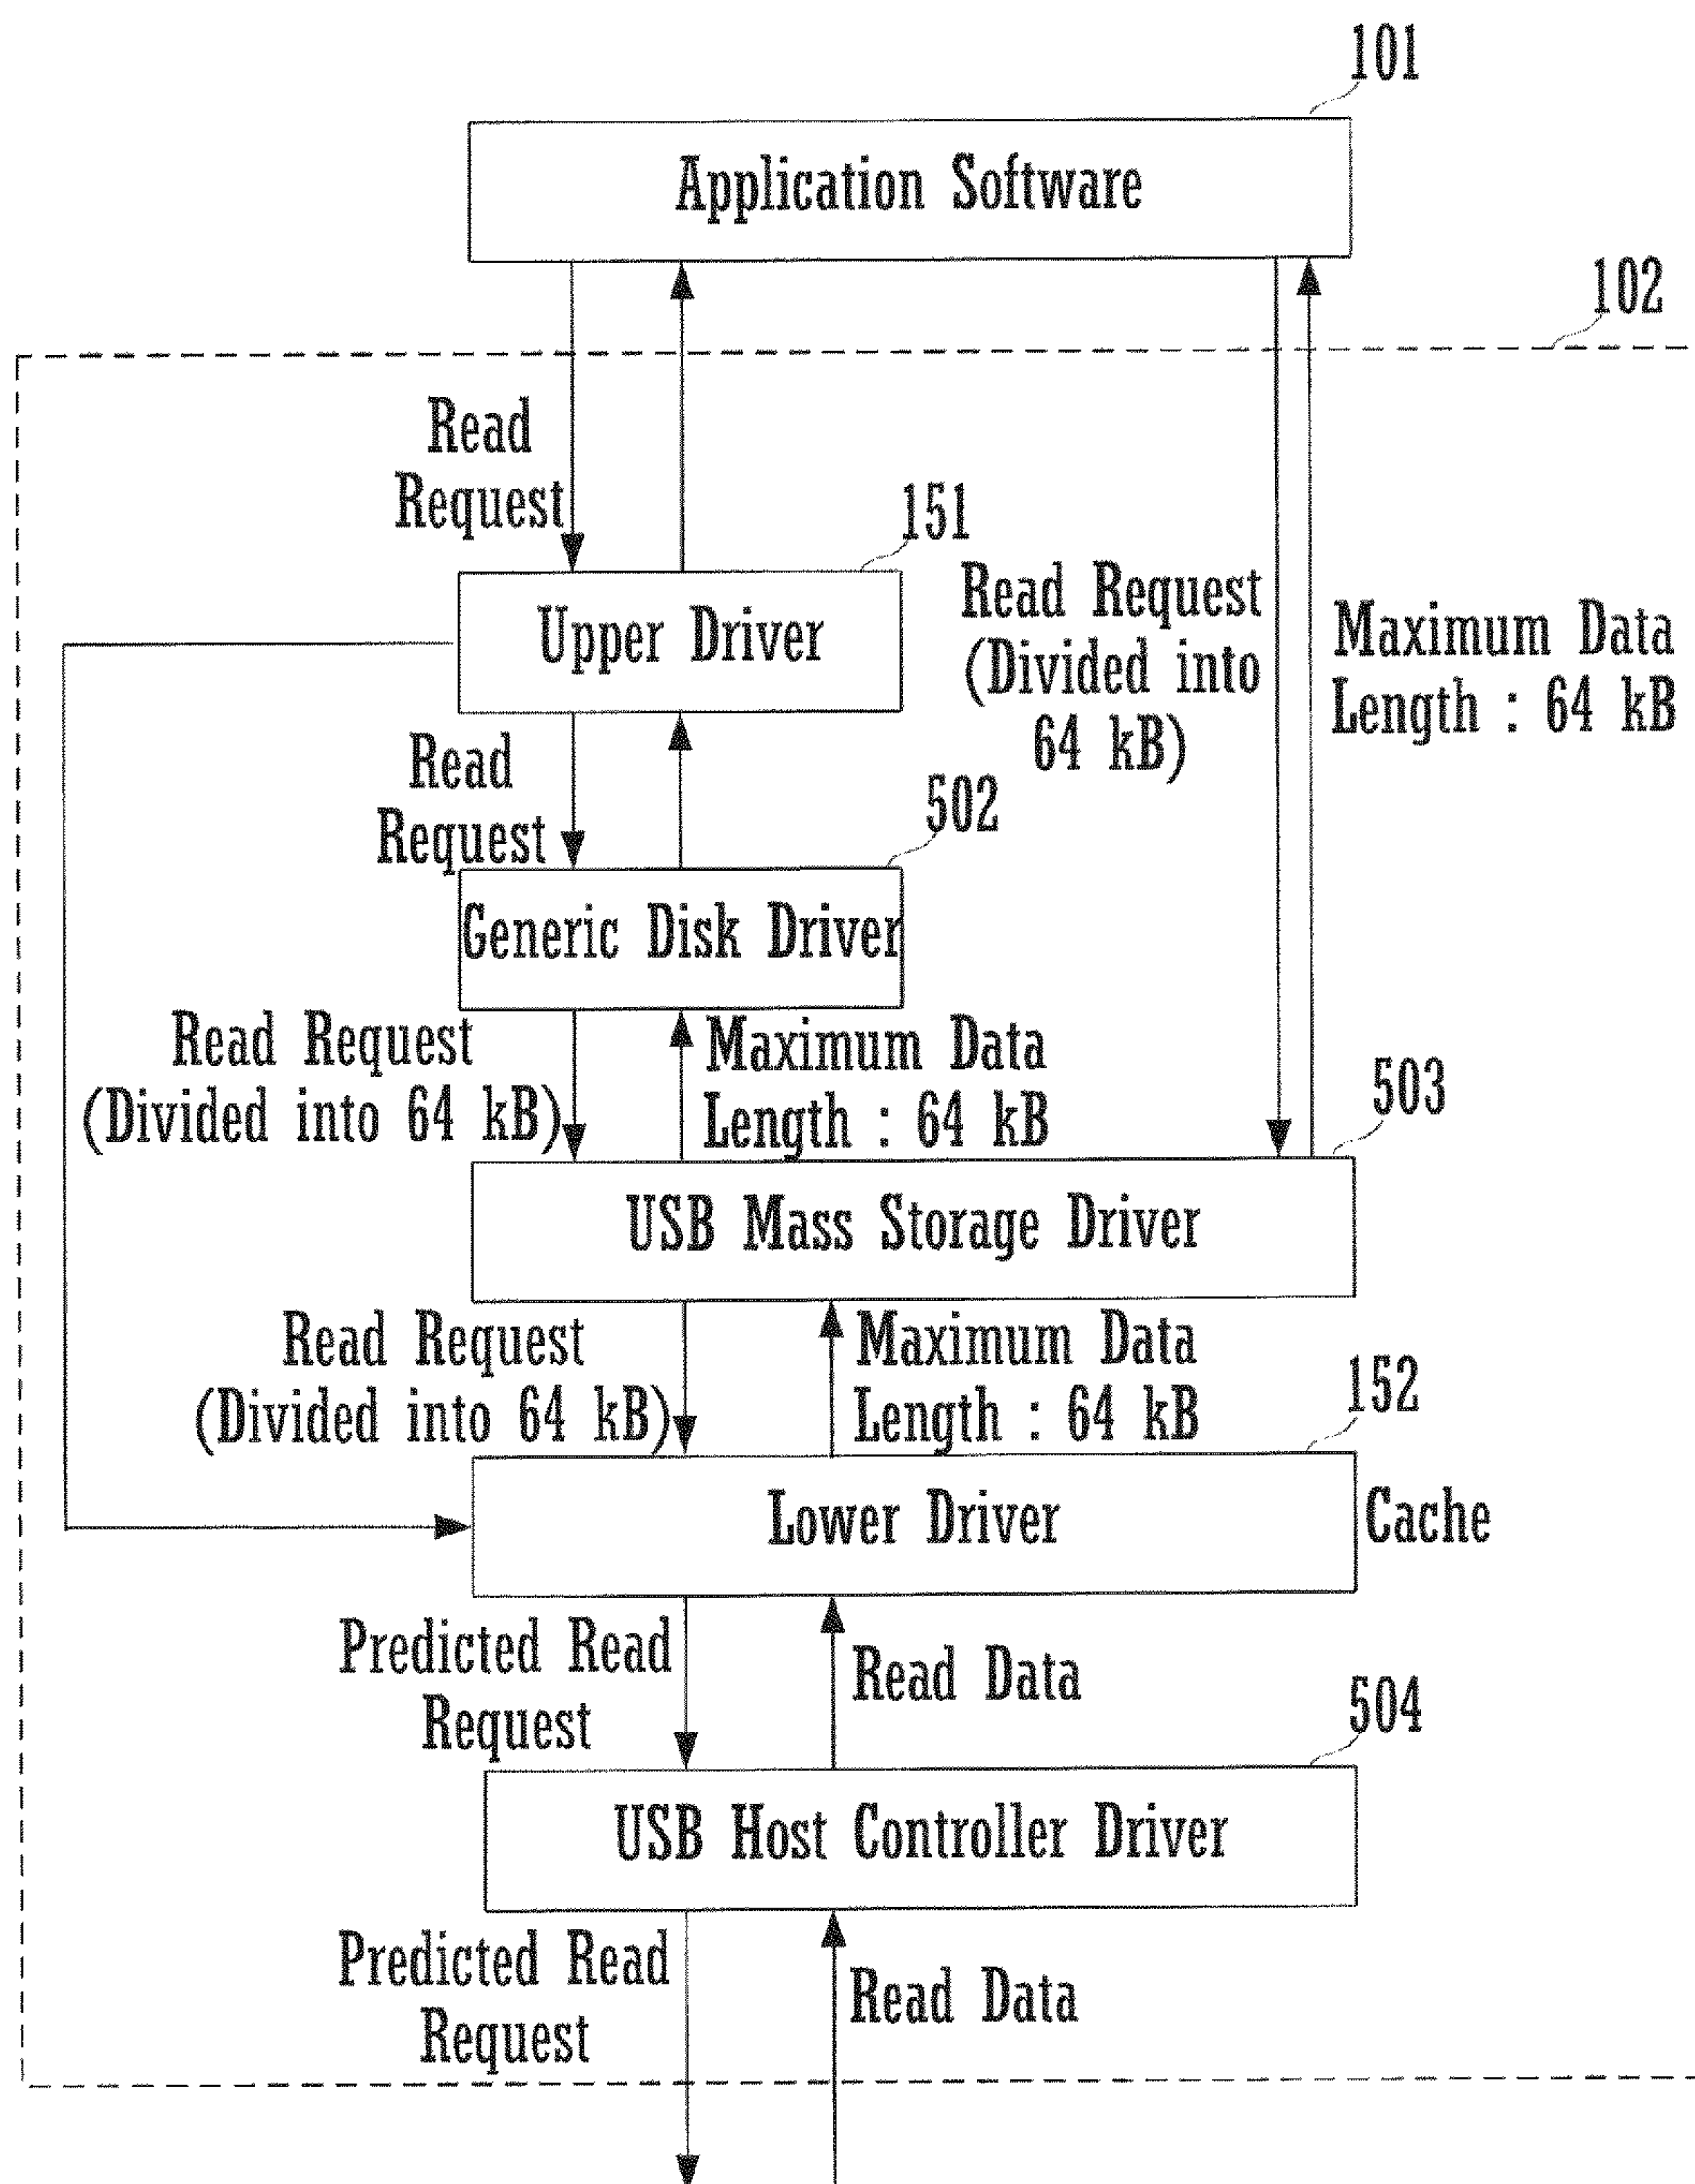 101
Application Software
102
Read
Request
151
Upper Driver
Read Request
(Divided into
64 kB)
Maximum Data
Length : 64 kB
Read
Request
502
Generic Disk Driver
Read Request
(Divided into 64 kB)
Maximum Data
Length : 64 kB
503
USB Mass Storage Driver
Read Request
(Divided into 64 kB)
Maximum Data
Length : 64 kB
152
Lower Driver
Cache
Predicted Read
Request
Read Data
504
USB Host Controller Driver
Predicted Read
Request
Read Data